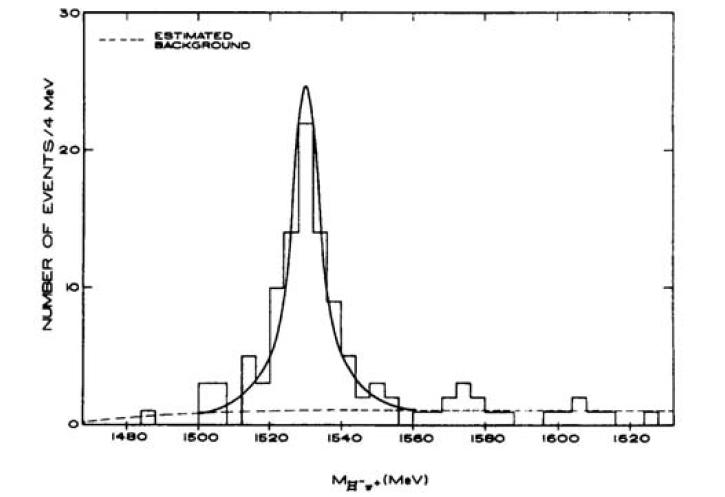 30
ESTIMATED
BACKGROUND
20
10
0
NUMBER OF EVENTS/4 MeV
1480 1500 1520 1540 1560 1580 1600 1620
M Ξ⁻π⁺ (MeV)